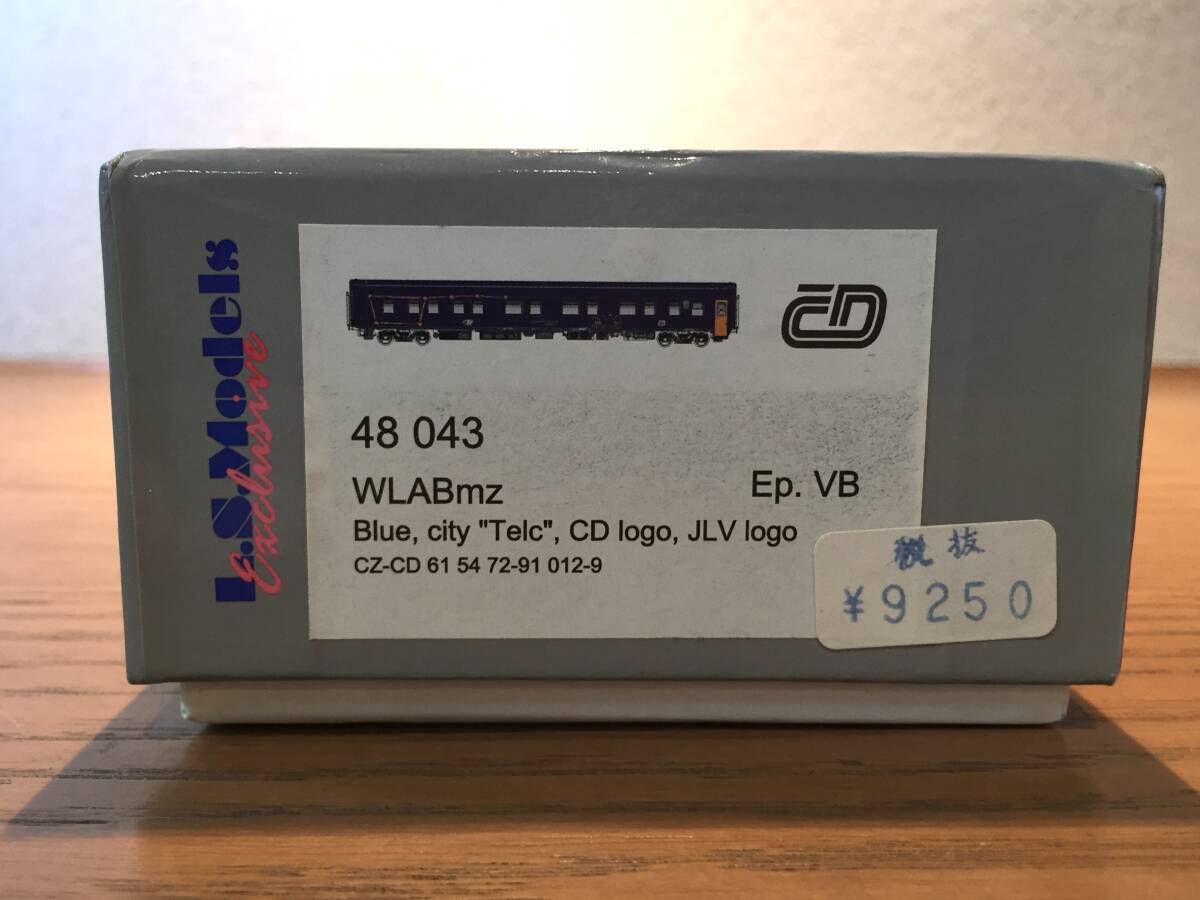 L.S.Models
Exclusive
ČD
48 043
WLABmz
Ep. VB
Blue, city "Telc", CD logo, JLV logo
CZ-CD 61 54 72-91 012-9
税抜
¥9250